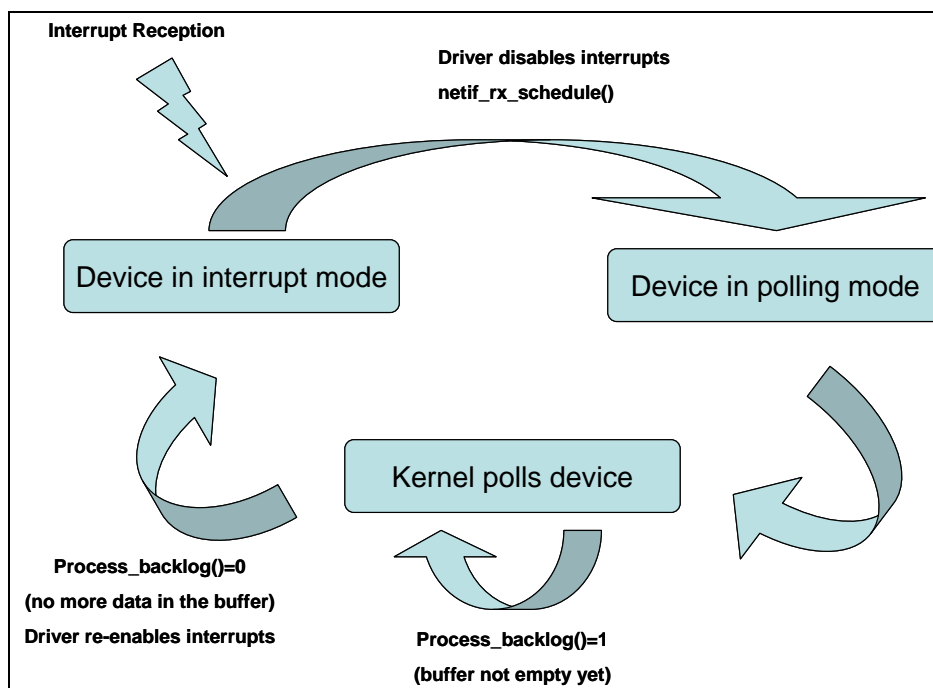 Interrupt Reception
Driver disables interrupts
netif_rx_schedule()
Device in interrupt mode
Device in polling mode
Kernel polls device
Process_backlog()=0
(no more data in the buffer)
Driver re-enables interrupts
Process_backlog()=1
(buffer not empty yet)